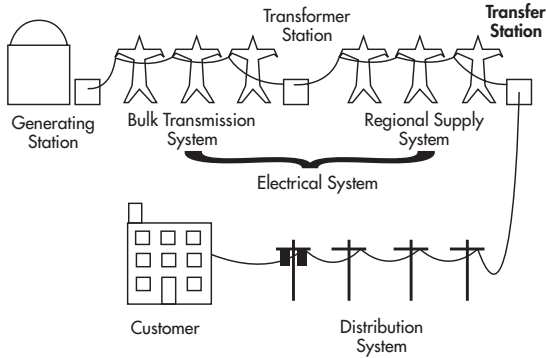 Transformer
Station
Transfer
Station
Generating
Station
Bulk Transmission
System
Regional Supply
System
Electrical System
Customer
Distribution
System